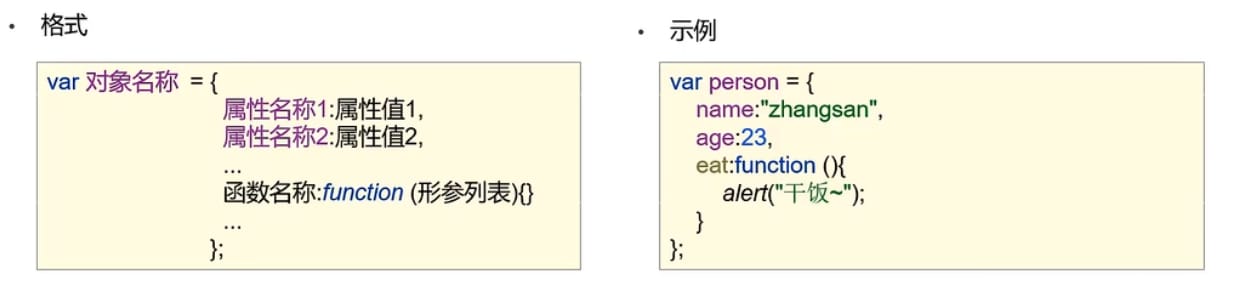 • 格式
var 对象名称 = {
属性名称1:属性值1,
属性名称2:属性值2,
...
函数名称:function (形参列表){}
...
};
• 示例
var person = {
name:"zhangsan",
age:23,
eat:function (){
alert("干饭~");
}
};